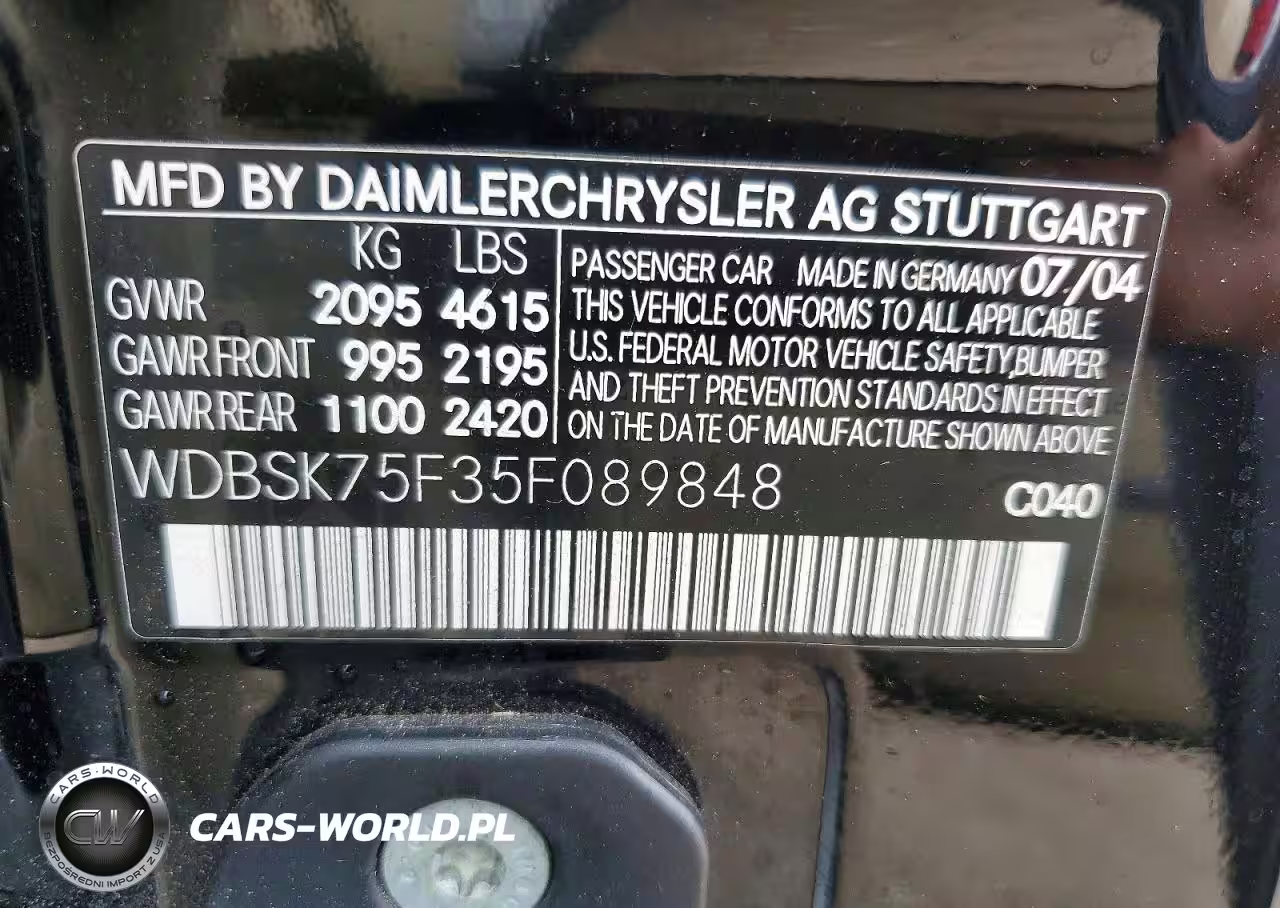 MFD BY DAIMLERCHRYSLER AG STUTTGART
KG LBS
GVWR 2095 4615
GAWR FRONT 995 2195
GAWR REAR 1100 2420
PASSENGER CAR MADE IN GERMANY 07/04
THIS VEHICLE CONFORMS TO ALL APPLICABLE
U.S. FEDERAL MOTOR VEHICLE SAFETY,BUMPER
AND THEFT PREVENTION STANDARDS IN EFFECT
ON THE DATE OF MANUFACTURE SHOWN ABOVE
WDBSK75F35F089848
C040
CARS-WORLD
CW
BEZPOŚREDNI IMPORT Z USA
CARS-WORLD.PL